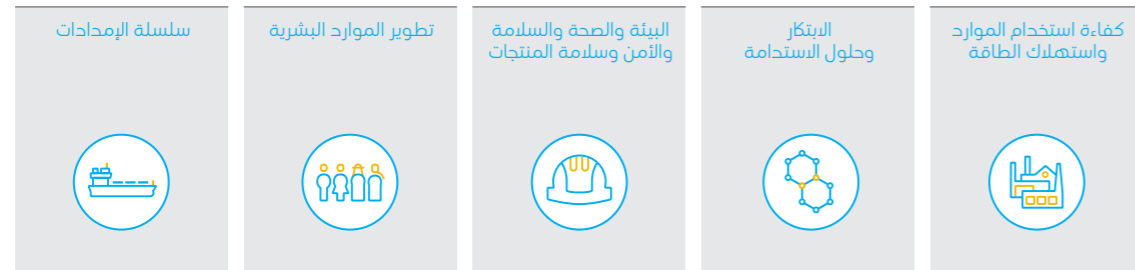 كفاءة استخدام الموارد
واستهلاك الطاقة
الابتكار
وحلول الاستدامة
البيئة والصحة والسلامة
والأمن وسلامة المنتجات
تطوير الموارد البشرية
سلسلة الإمدادات